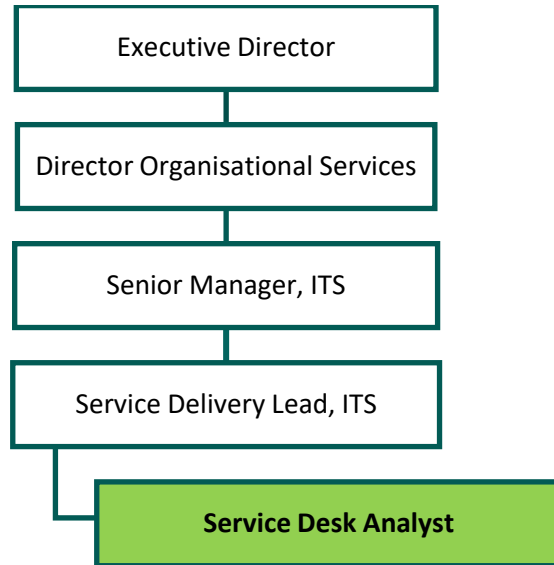 Executive Director
Director Organisational Services
Senior Manager, ITS
Service Delivery Lead, ITS
Service Desk Analyst